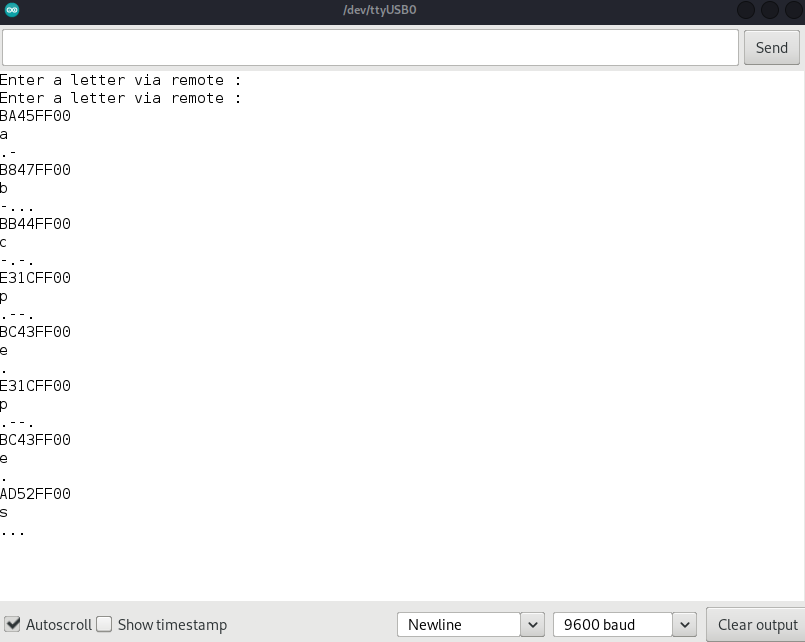 /dev/ttyUSB0
Send
Enter a letter via remote :
Enter a letter via remote :
BA45FF00
a
.-
B847FF00
b
-...
BB44FF00
c
-.-.
E31CFF00
p
.--.
BC43FF00
e
.
E31CFF00
p
.--.
BC43FF00
e
.
AD52FF00
s
...
Autoscroll Show timestamp Newline 9600 baud Clear output